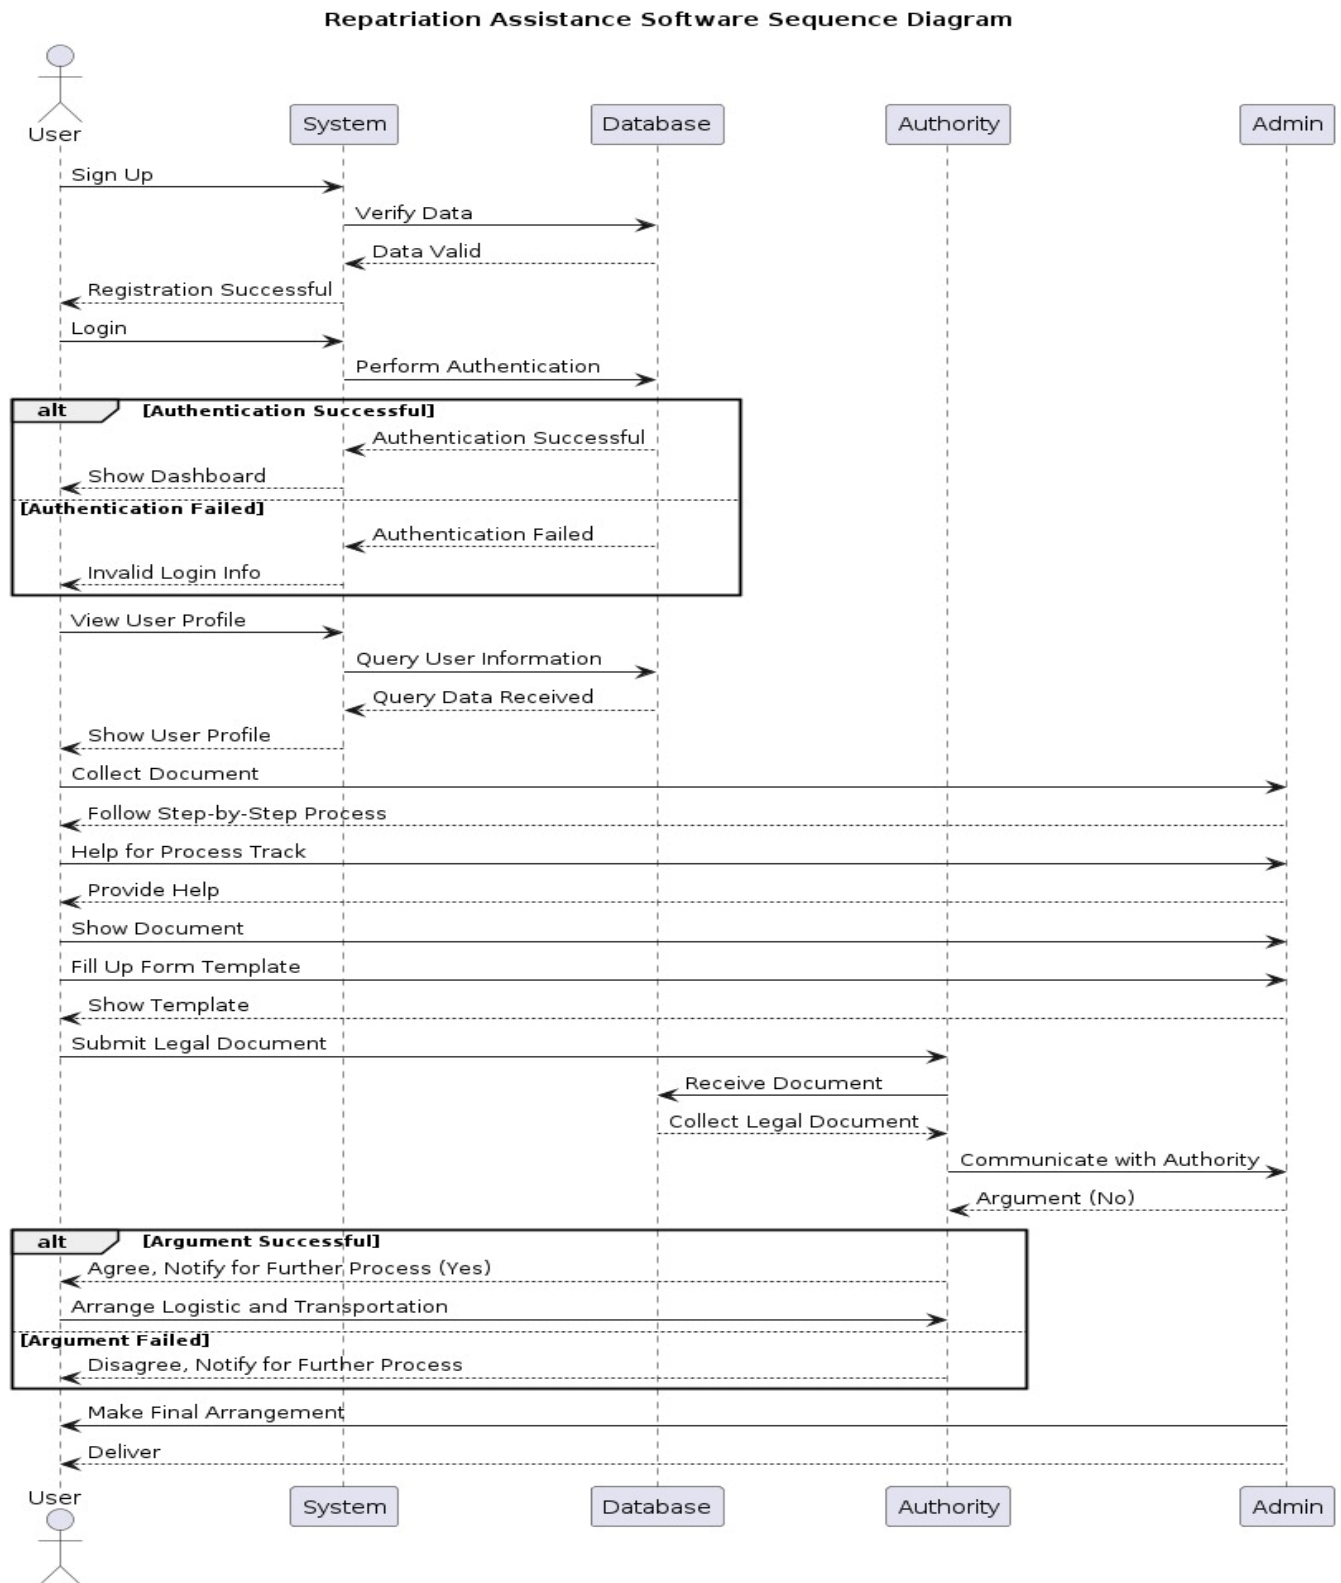 Repatriation Assistance Software Sequence Diagram
User
System
Database
Authority
Admin
Sign Up
Verify Data
Data Valid
Registration Successful
Login
Perform Authentication
alt
[Authentication Successful]
Authentication Successful
Show Dashboard
[Authentication Failed]
Authentication Failed
Invalid Login Info
View User Profile
Query User Information
Query Data Received
Show User Profile
Collect Document
Follow Step-by-Step Process
Help for Process Track
Provide Help
Show Document
Fill Up Form Template
Show Template
Submit Legal Document
Receive Document
Collect Legal Document
Communicate with Authority
Argument (No)
alt
[Argument Successful]
Agree, Notify for Further Process (Yes)
Arrange Logistic and Transportation
[Argument Failed]
Disagree, Notify for Further Process
Make Final Arrangement
Deliver
User
System
Database
Authority
Admin